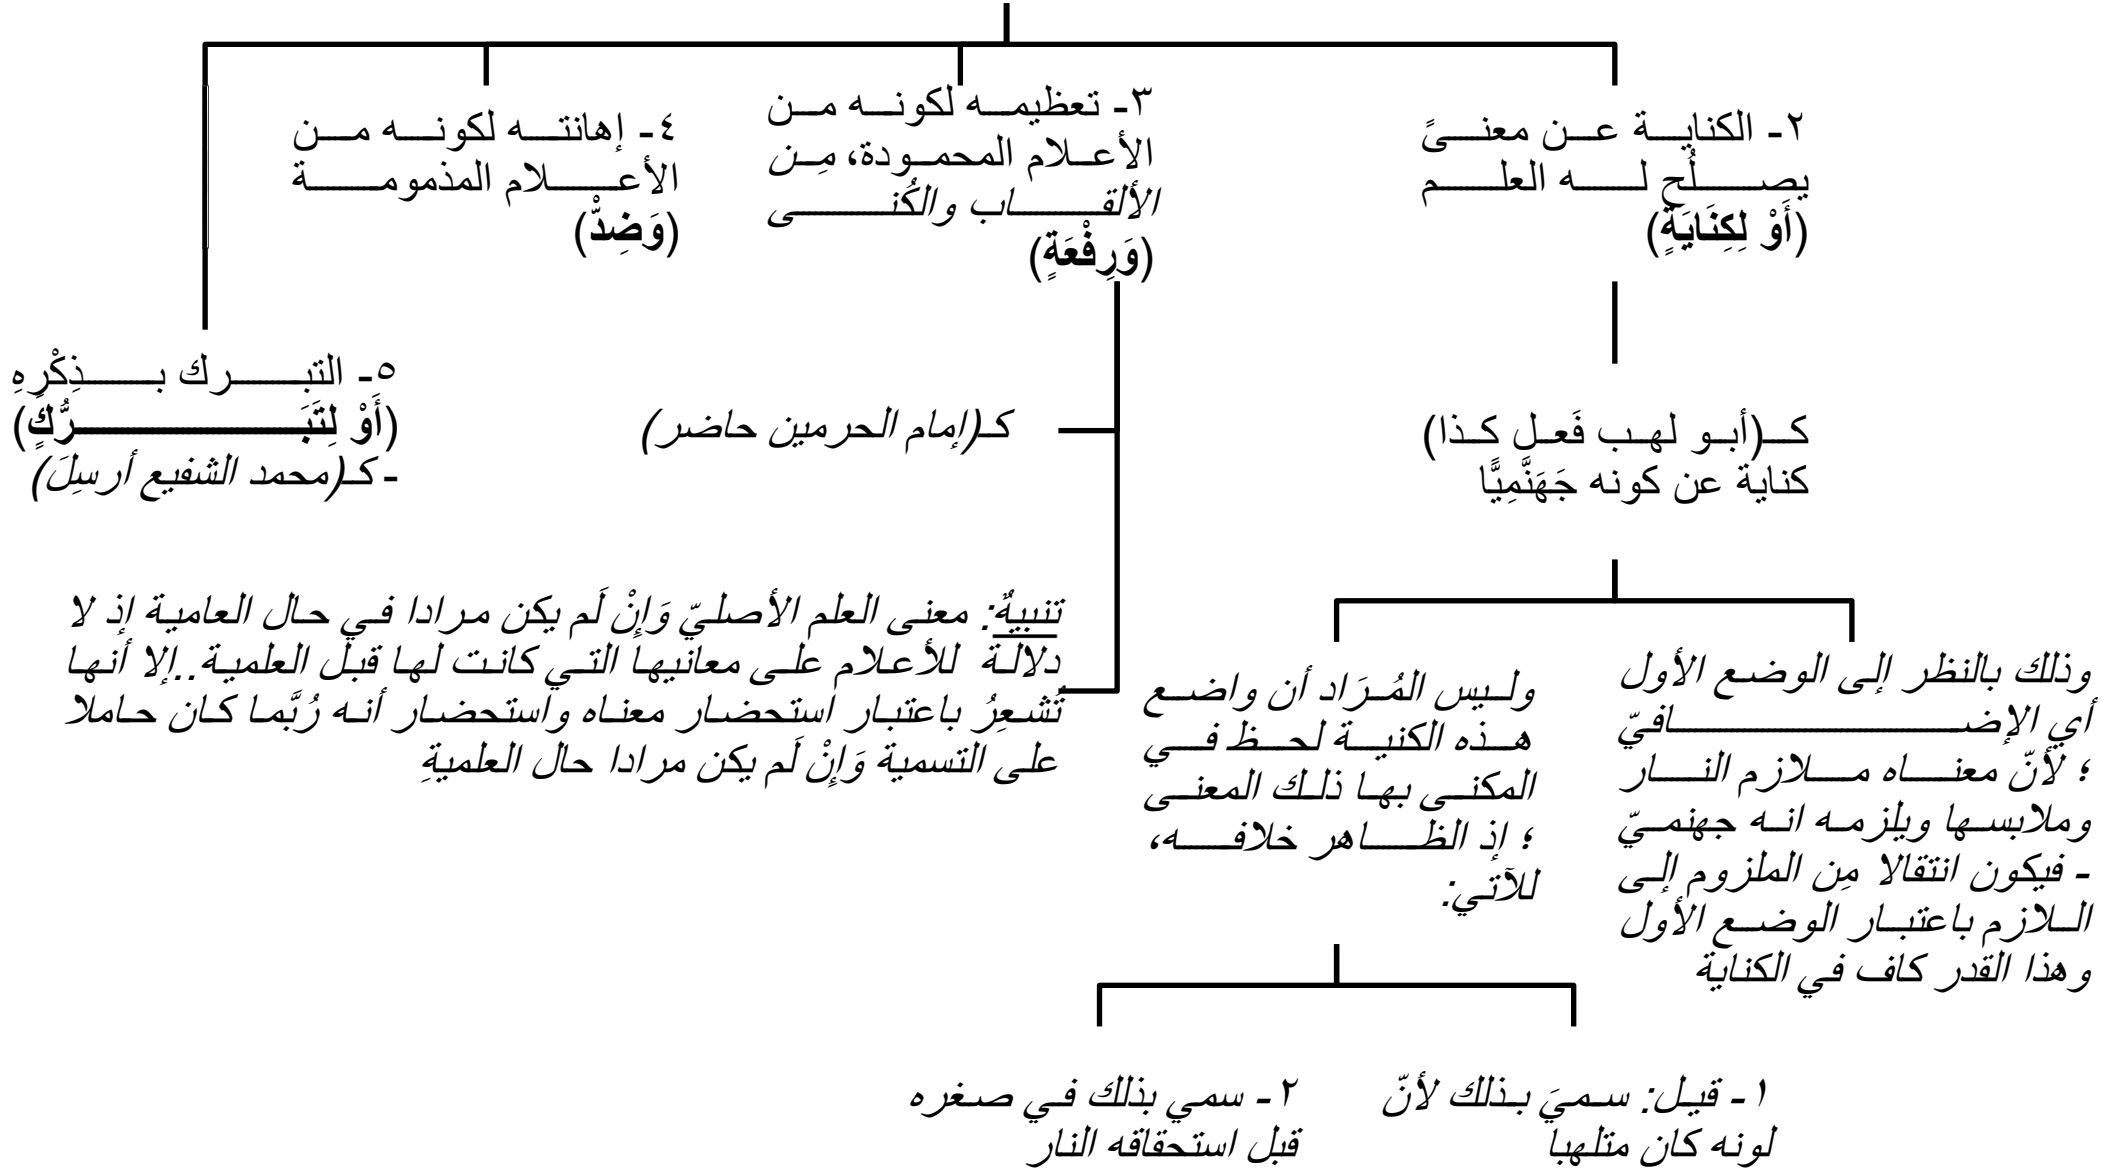 ٢- الكناية عن معنىً
يصلُح له العلم
(أَوْ لِكِنَايَةٍ)
كـ(أبو لهب فَعل كذا)
كناية عن كونه جَهَنَّمِيًّا
وذلك بالنظر إلى الوضع الأول
أي الإضافيّ
؛ لأنّ معناه ملازم النار
وملابسها ويلزمه انه جهنميّ
- فيكون انتقالا مِن الملزوم إلى
اللازم باعتبار الوضع الأول
وهذا القدر كاف في الكناية
وليس المُرَاد أن واضع
هذه الكنية لحظ في
المكنى بها ذلك المعنى
؛ إذ الظاهر خلافه،
للآتي:
١- قيل: سميَ بذلك لأنّ
لونه كان متلهبا
٢- سمي بذلك في صغره
قبل استحقاقه النار
٣- تعظيمه لكونه من
الأعلام المحمودة، مِن
الألقاب والكُنى
(وَرِفْعَةٍ)
كـ(إمام الحرمين حاضر)
تنبيهٌ: معنى العلم الأصليّ وَإِنْ لَم يكن مرادا في حال العامية إذ لا
دلالة للأعلام على معانيها التي كانت لها قبل العلمية..إلا أنها
تُشعِرُ باعتبار استحضار معناه واستحضار أنه رُبَّما كان حاملا
على التسمية وَإِنْ لَم يكن مرادا حال العلميةِ
٤- إهانته لكونه من
الأعلام المذمومة
(وَضِدٌّ)
٥- التبرك بذِكْرِهِ
(أَوْ لِتَبَرُّكٍ)
- كـ(محمد الشفيع أرسِلَ)